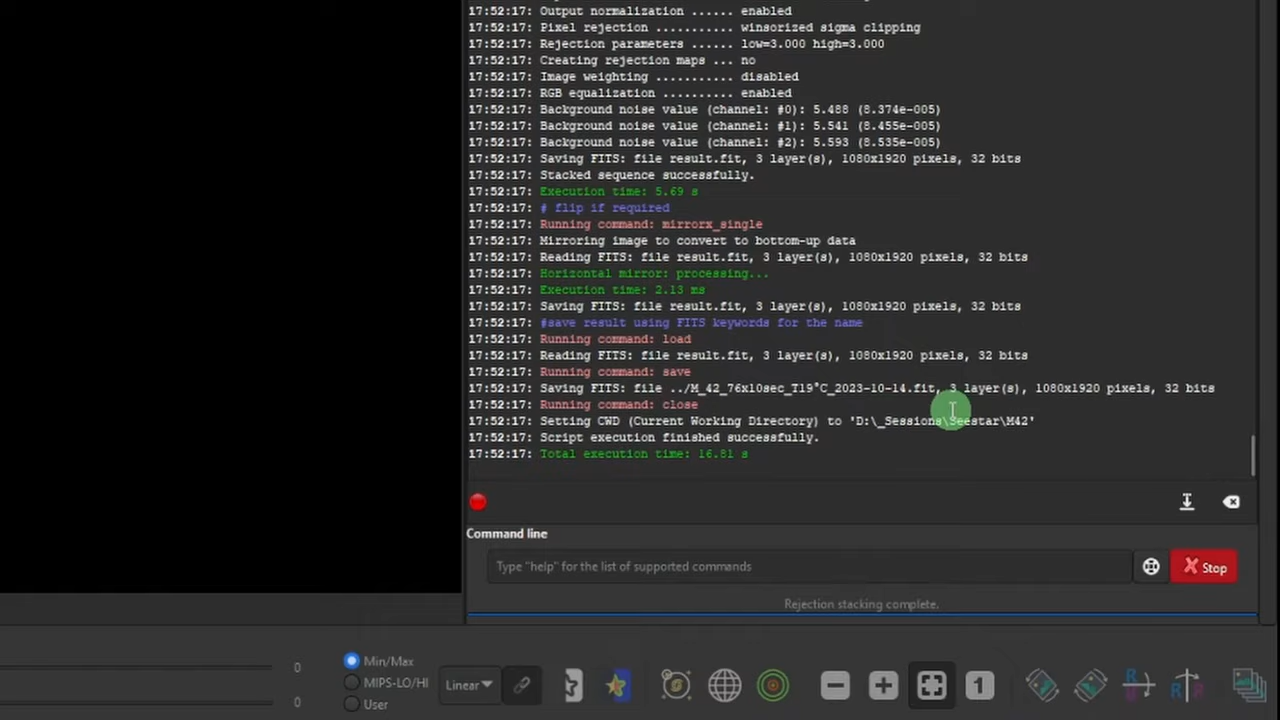 17:52:17: Output normalization ...... enabled
17:52:17: Pixel rejection ........... winsorized sigma clipping
17:52:17: Rejection parameters ...... low=3.000 high=3.000
17:52:17: Creating rejection maps ... no
17:52:17: Image weighting .......... disabled
17:52:17: RGB equalization .......... enabled
17:52:17: Background noise value (channel: #0): 5.488 (8.374e-005)
17:52:17: Background noise value (channel: #1): 5.541 (8.455e-005)
17:52:17: Background noise value (channel: #2): 5.593 (8.535e-005)
17:52:17: Saving FITS: file result.fit, 3 layer(s), 1080x1920 pixels, 32 bits
17:52:17: Stacked sequence successfully.
17:52:17: Execution time: 5.69 s
17:52:17: # flip if required
17:52:17: Running command: mirrorx_single
17:52:17: Mirroring image to convert to bottom-up data
17:52:17: Reading FITS: file result.fit, 3 layer(s), 1080x1920 pixels, 32 bits
17:52:17: Horizontal mirror: processing...
17:52:17: Execution time: 2.13 ms
17:52:17: Saving FITS: file result.fit, 3 layer(s), 1080x1920 pixels, 32 bits
17:52:17: #save result using FITS keywords for the name
17:52:17: Running command: load
17:52:17: Reading FITS: file result.fit, 3 layer(s), 1080x1920 pixels, 32 bits
17:52:17: Running command: save
17:52:17: Saving FITS: file ../M_42_76x10sec_T19°C_2023-10-14.fit, 3 layer(s), 1080x1920 pixels, 32 bits
17:52:17: Running command: close
17:52:17: Setting CWD (Current Working Directory) to 'D:\_Sessions\Seestar\M42'
17:52:17: Script execution finished successfully.
17:52:17: Total execution time: 16.81 s
Command line
Type "help" for the list of supported commands
Stop
Rejection stacking complete.
0
Min/Max
MIPS-LO/HI
0
User
Linear
1
R
R
R R